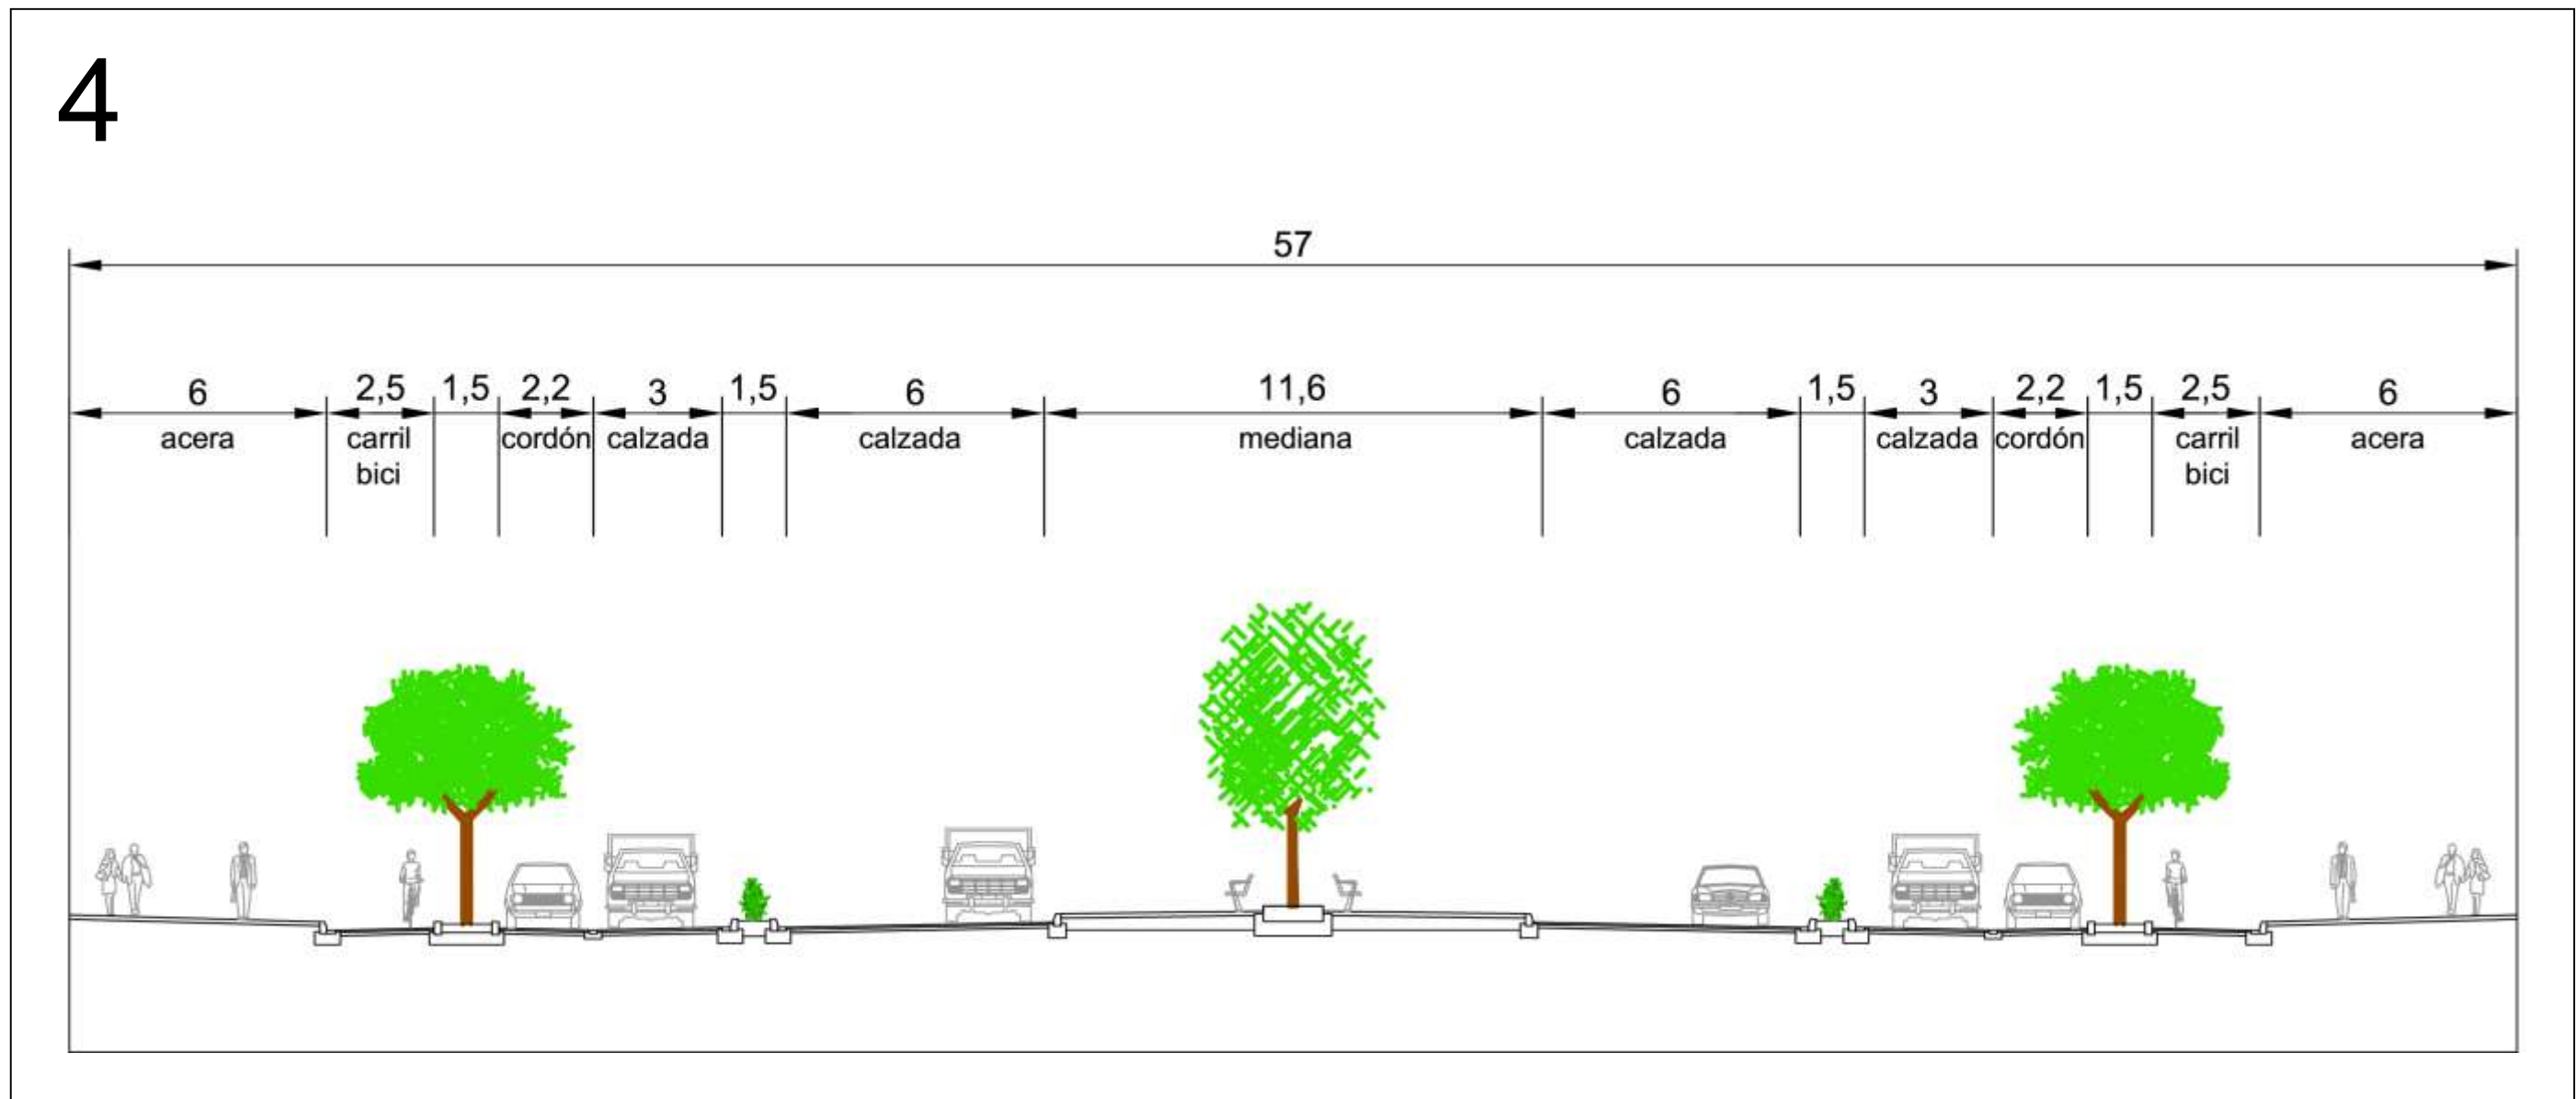 4
57
6 2,5 1,5 2,2 3 1,5 6 11,6 6 1,5 3 2,2 1,5 2,5 6
acera carril cordón calzada calzada mediana calzada calzada cordón carril acera
bici bici